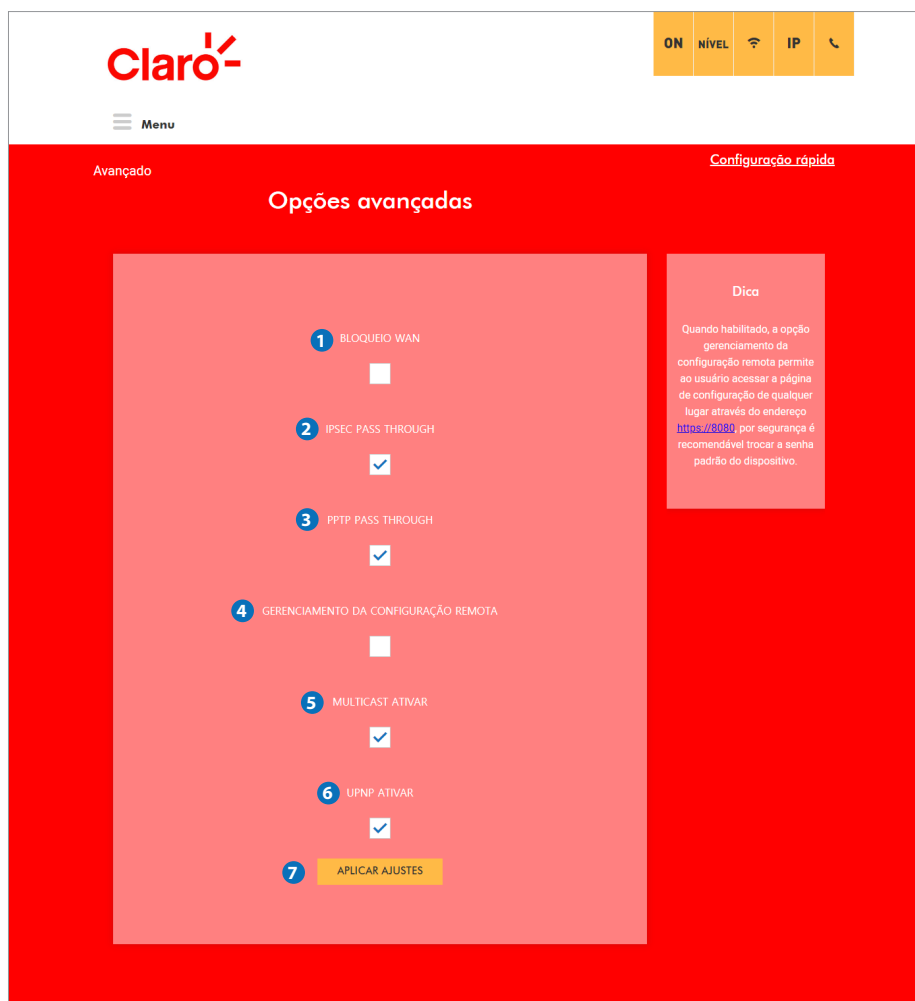 Claro
ON NÍVEL IP
Menu
Configuração rápida
Avançado
Opções avançadas
1 BLOQUEIO WAN
2 IPSEC PASS THROUGH
3 PPTP PASS THROUGH
4 GERENCIAMENTO DA CONFIGURAÇÃO REMOTA
5 MULTICAST ATIVAR
6 UPNP ATIVAR
7 APLICAR AJUSTES
Dica
Quando habilitado, a opção
gerenciamento da
configuração remota permite
ao usuário acessar a página
de configuração de qualquer
lugar através do endereço
https://8080, por segurança é
recomendável trocar a senha
padrão do dispositivo.